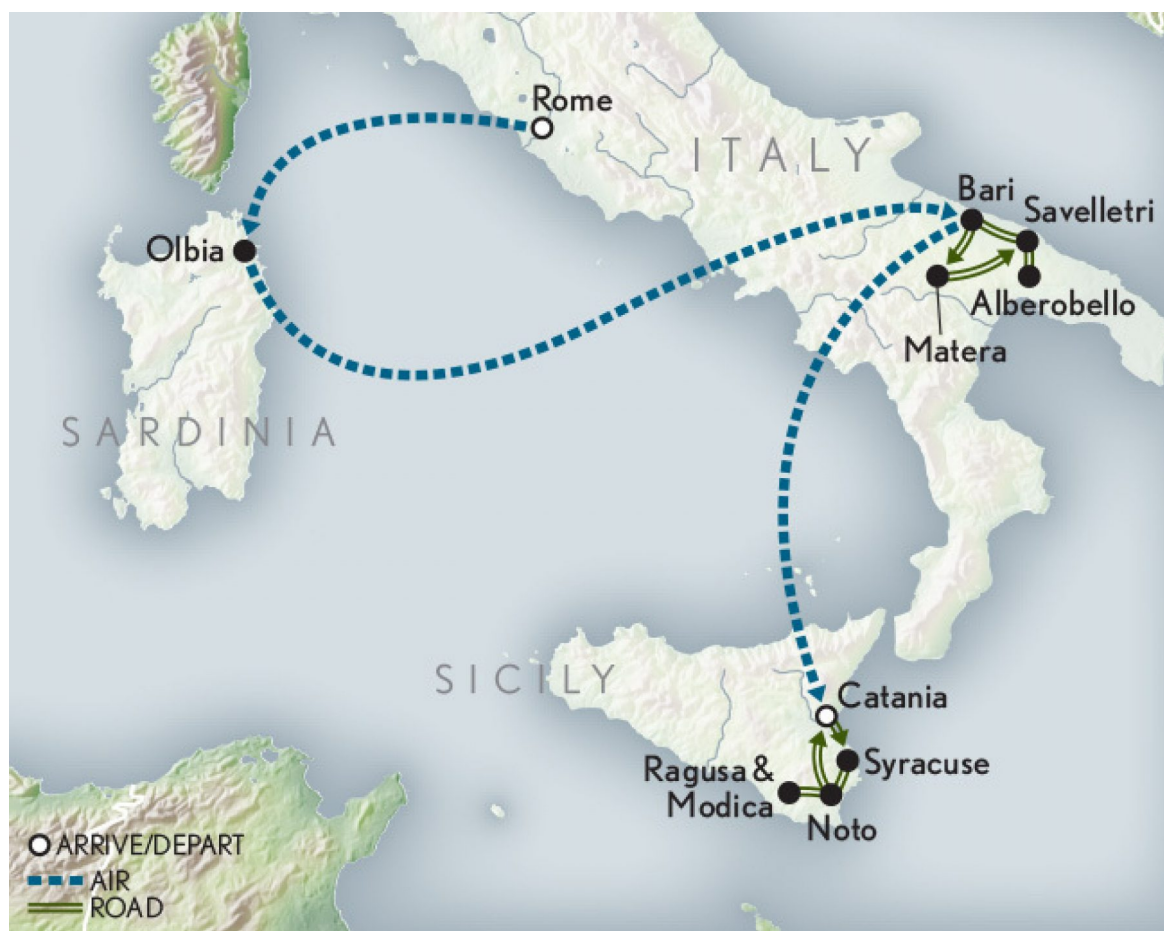 Rome
ITALY
Bari
Savelletri
Olbia
Alberobello
Matera
SARDINIA
SICILY
Catania
Syracuse
Ragusa &
Modica
Noto
ARRIVE/DEPART
AIR
ROAD